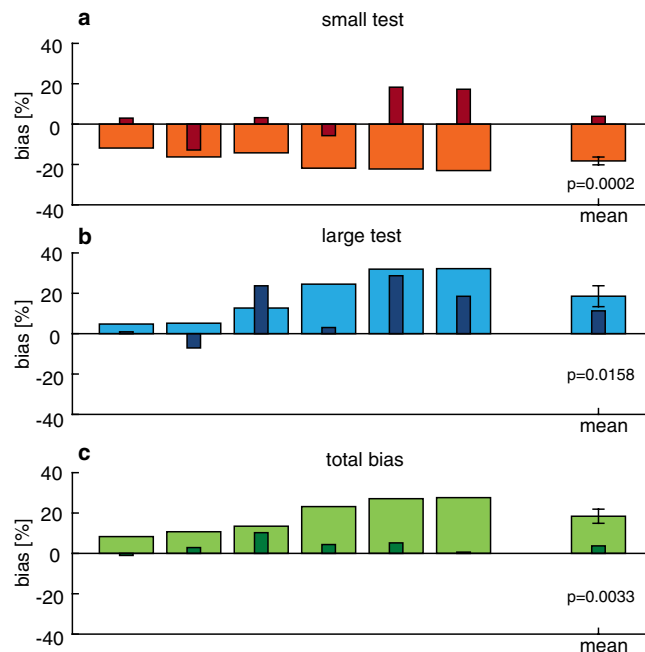 a
small test
40
20
0
-20
-40
bias [%]
p=0.0002
mean
b
large test
40
20
0
-20
-40
bias [%]
p=0.0158
mean
c
total bias
40
20
0
-20
-40
bias [%]
p=0.0033
mean